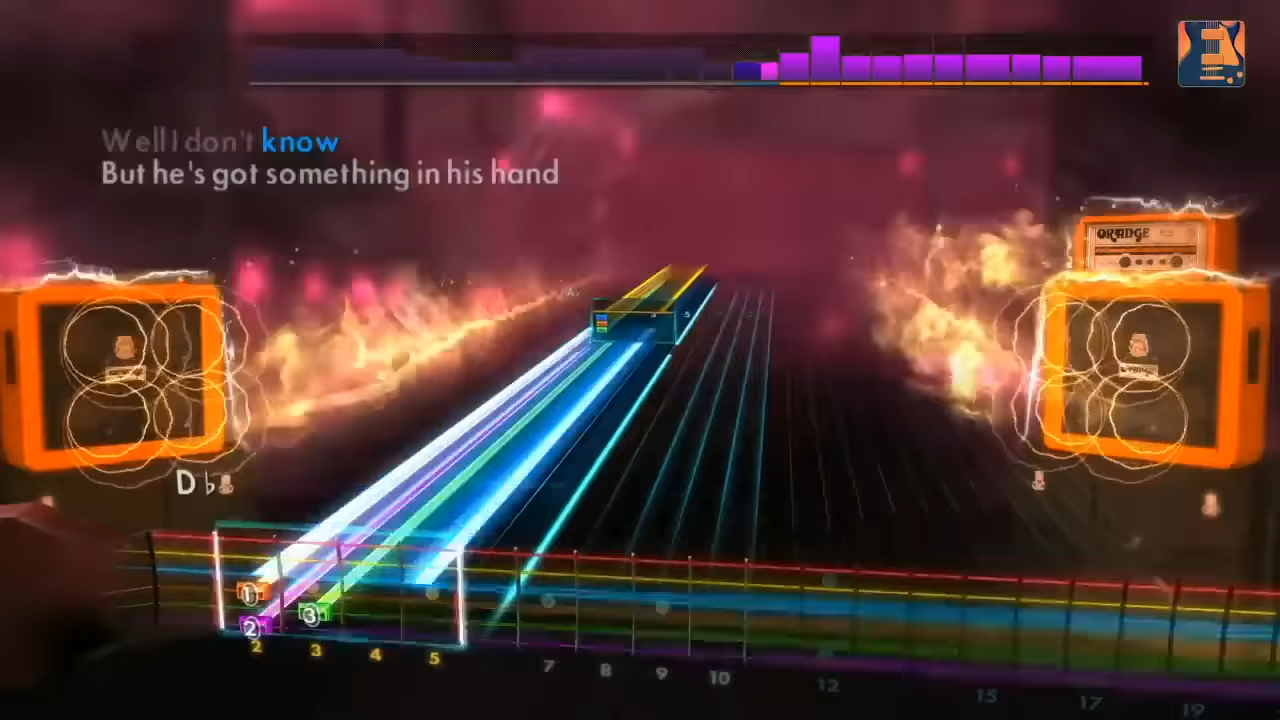 Well I don't know
But he's got something in his hand
ORANGE
D♭
1
3
2
2 3 4 5 7 8 9 10 12 15 17 19